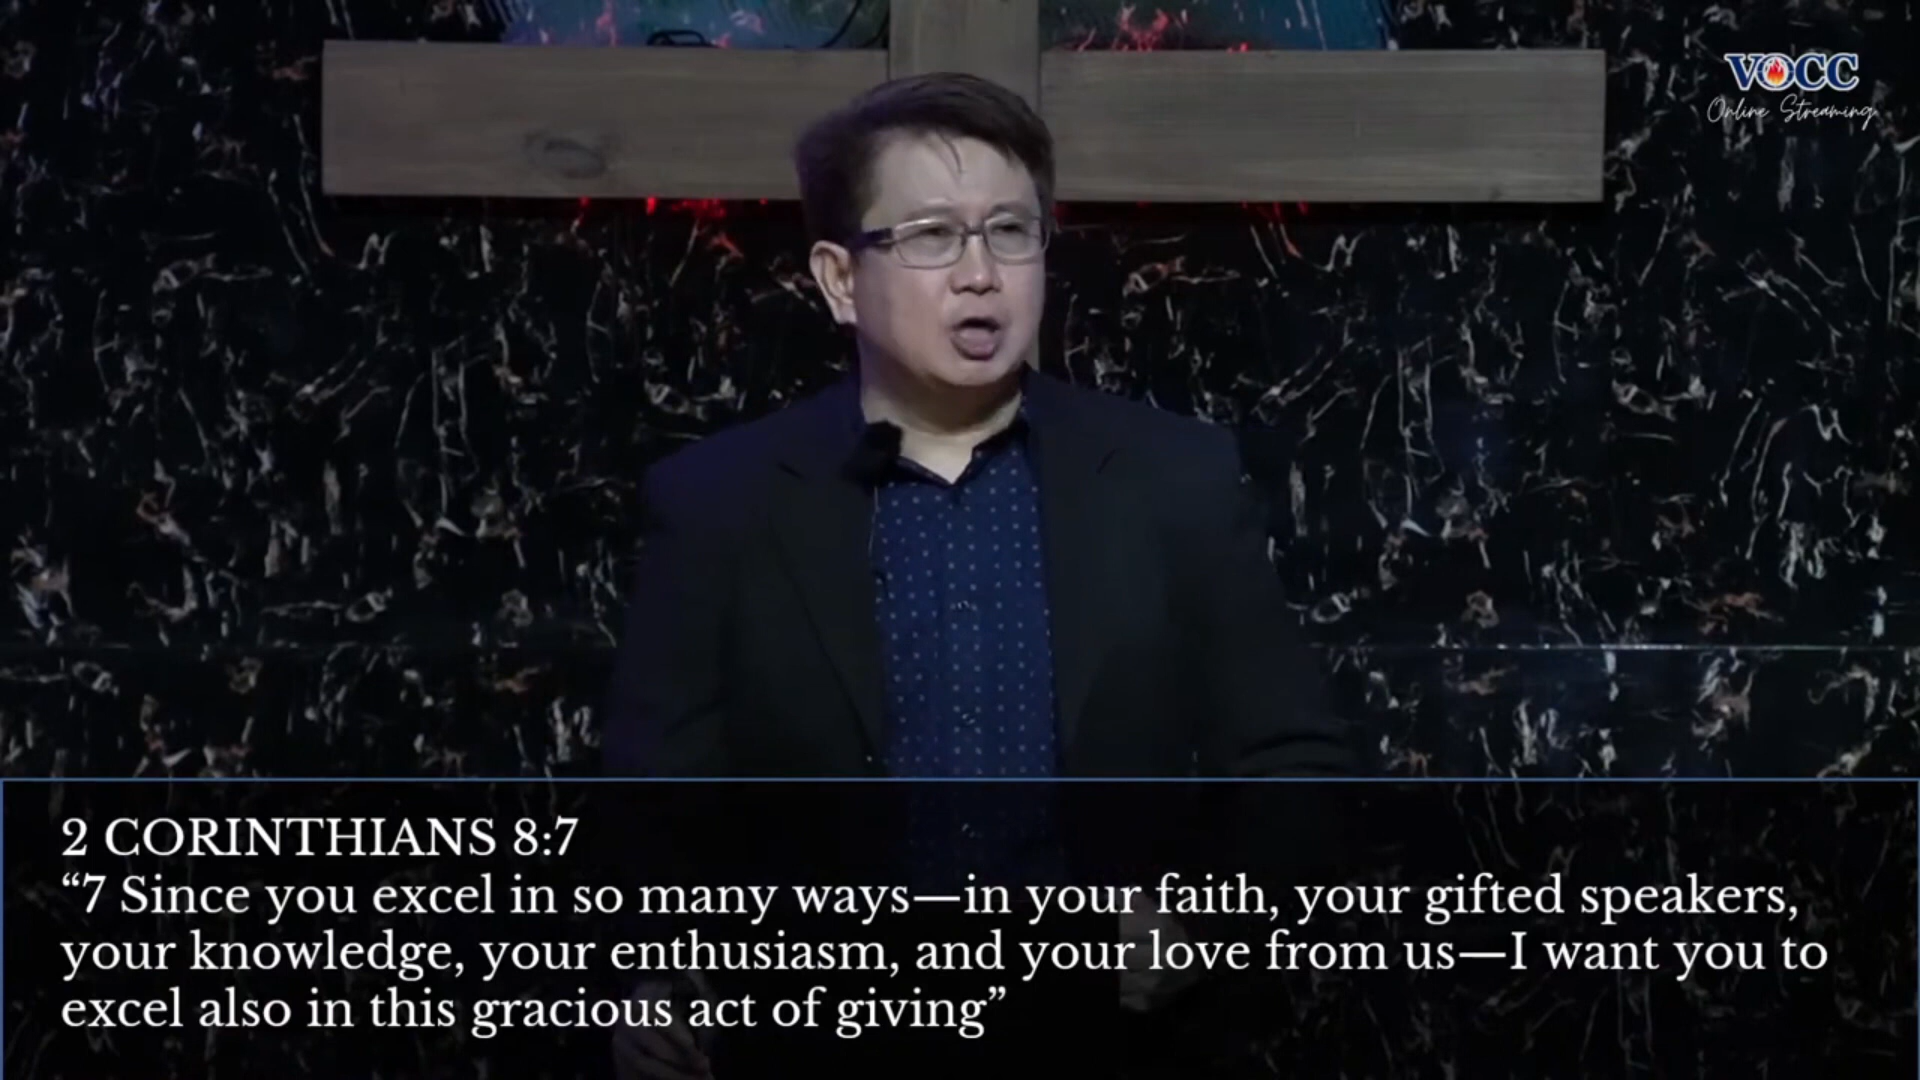 VOCC
Online Streaming
2 CORINTHIANS 8:7
“7 Since you excel in so many ways—in your faith, your gifted speakers,
your knowledge, your enthusiasm, and your love from us—I want you to
excel also in this gracious act of giving”